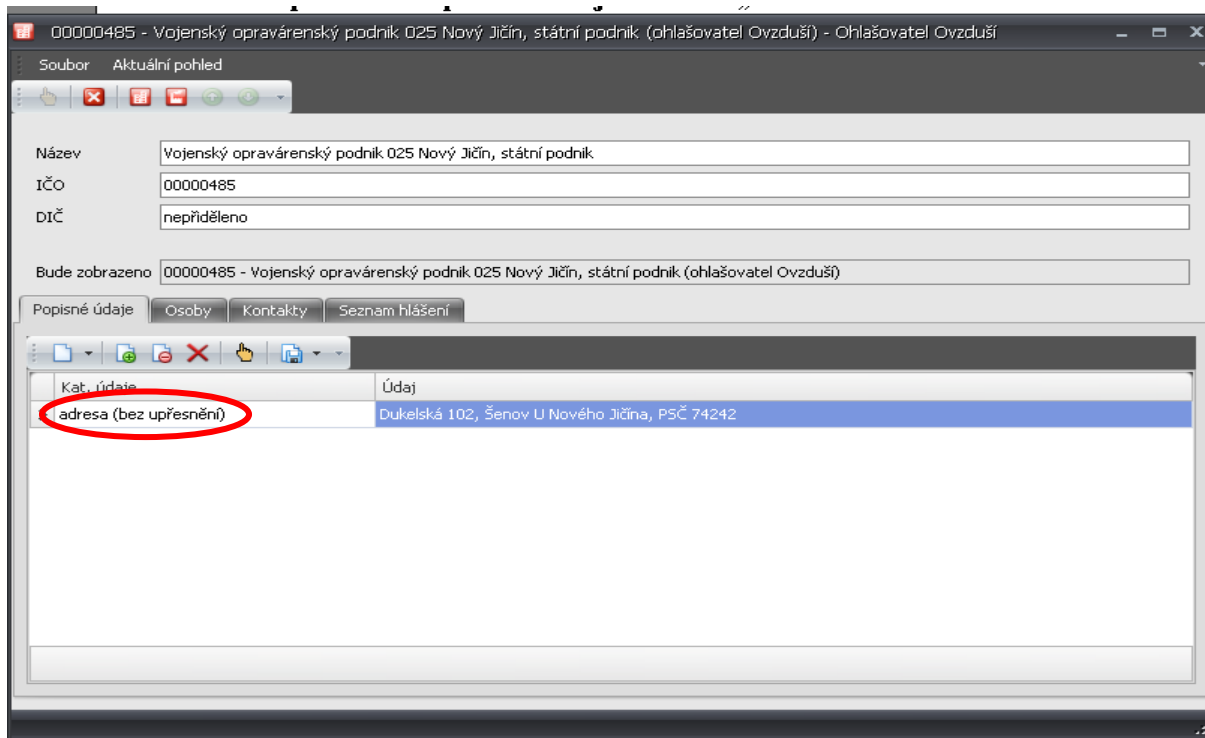 00000485 - Vojenský opravárenský podnik 025 Nový Jičín, státní podnik (ohlašovatel Ovzduší) - Ohlašovatel Ovzduší
Soubor Aktuální pohled
Název Vojenský opravárenský podnik 025 Nový Jičín, státní podnik
IČO 00000485
DIČ nepřiděleno
Bude zobrazeno 00000485 - Vojenský opravárenský podnik 025 Nový Jičín, státní podnik (ohlašovatel Ovzduší)
Popisné údaje Osoby Kontakty Seznam hlášení
Kat. údaje Údaj
adresa (bez upřesnění) Dukelská 102, Šenov U Nového Jičína, PSČ 74242